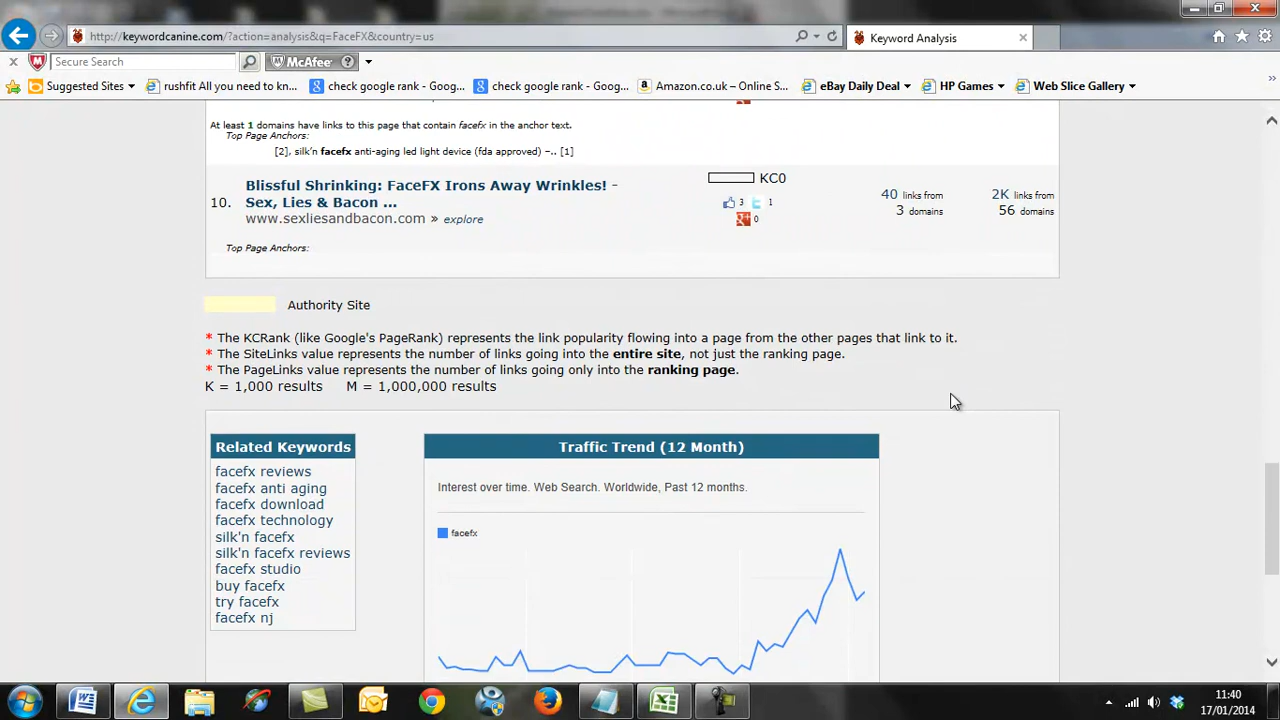 http://keywordcanine.com/?action=analysis&q=FaceFX&country=us
Keyword Analysis
Secure Search
McAfee
Suggested Sites
rushfit All you need to kn...
check google rank - Goog...
check google rank - Goog...
Amazon.co.uk – Online S...
eBay Daily Deal
HP Games
Web Slice Gallery
At least 1 domains have links to this page that contain facefx in the anchor text.
Top Page Anchors:
[2], silk'n facefx anti-aging led light device (fda approved) –.. [1]
10.
Blissful Shrinking: FaceFX Irons Away Wrinkles! -
Sex, Lies & Bacon ...
www.sexliesandbacon.com » explore
KC0
3
1
0
40 links from
3 domains
2K links from
56 domains
Top Page Anchors:
Authority Site
* The KCRank (like Google's PageRank) represents the link popularity flowing into a page from the other pages that link to it.
* The SiteLinks value represents the number of links going into the entire site, not just the ranking page.
* The PageLinks value represents the number of links going only into the ranking page.
K = 1,000 results M = 1,000,000 results
Related Keywords
facefx reviews
facefx anti aging
facefx download
facefx technology
silk'n facefx
silk'n facefx reviews
facefx studio
buy facefx
try facefx
facefx nj
Traffic Trend (12 Month)
Interest over time. Web Search. Worldwide, Past 12 months.
facefx
11:40
17/01/2014